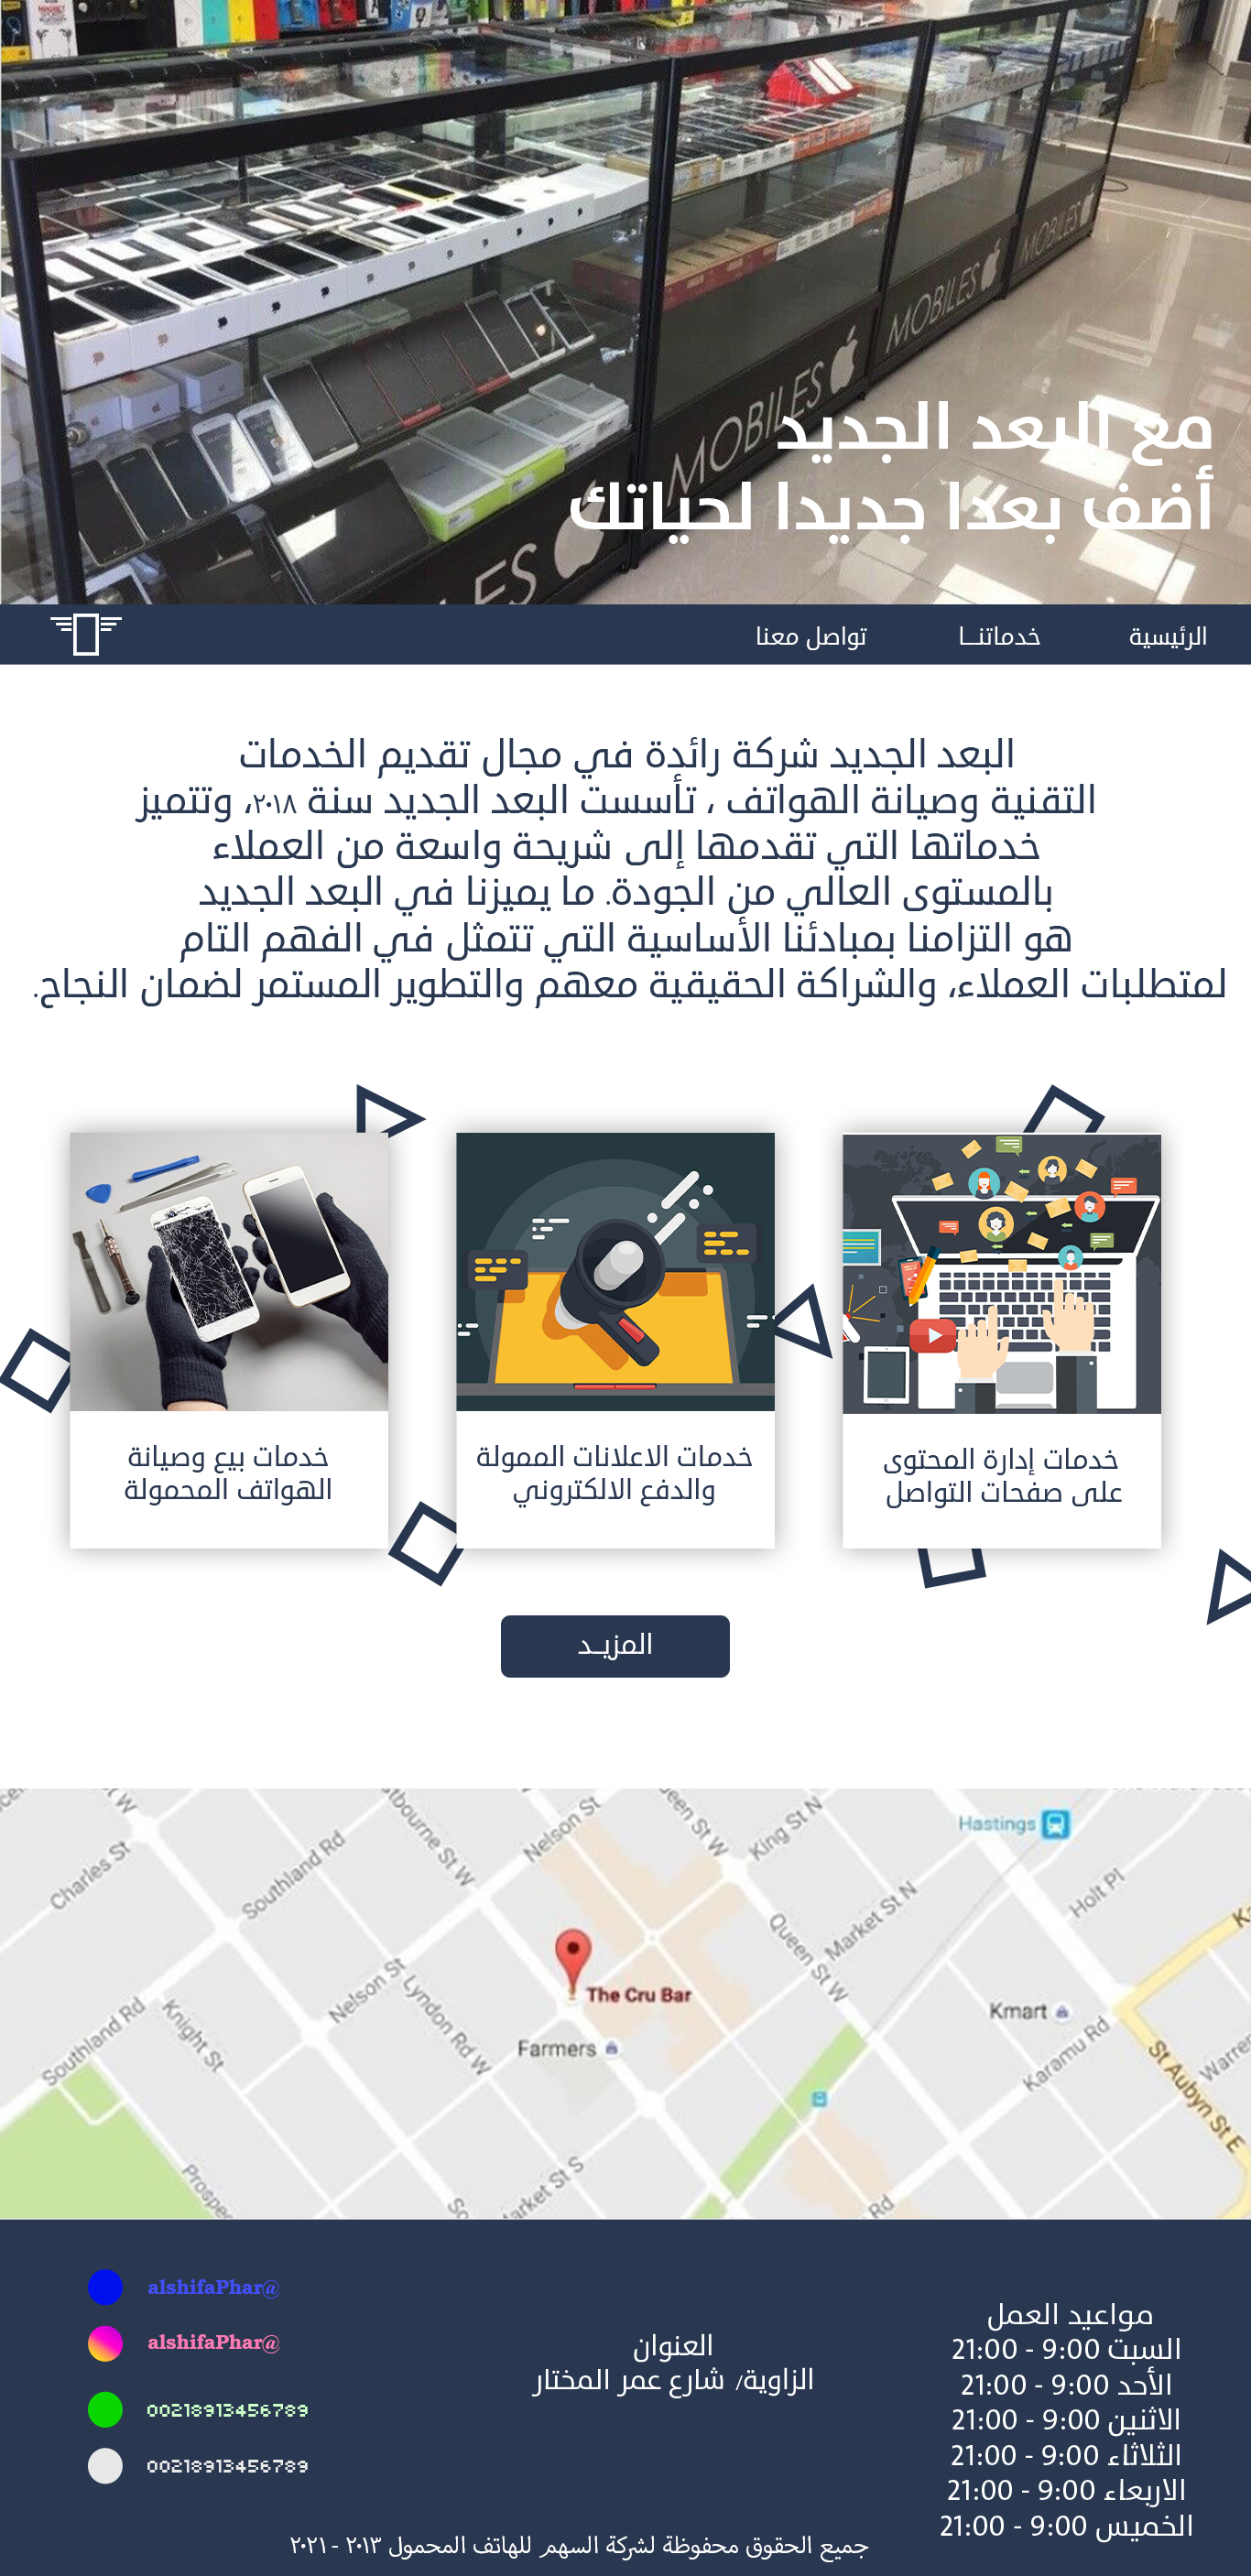 MOBILES
MOBILES
MOBILES
مع البعد الجديد
أضف بعدا جديدا لحياتك
الرئيسية
خدماتنـــا
تواصل معنا
البعد الجديد شركة رائدة في مجال تقديم الخدمات
التقنية وصيانة الهواتف ، تأسست البعد الجديد سنة ٢٠١٨، وتتميز
خدماتها التي تقدمها إلى شريحة واسعة من العملاء
بالمستوى العالي من الجودة. ما يميزنا في البعد الجديد
هو التزامنا بمبادئنا الأساسية التي تتمثل في الفهم التام
لمتطلبات العملاء، والشراكة الحقيقية معهم والتطوير المستمر لضمان النجاح.
خدمات إدارة المحتوى
على صفحات التواصل
خدمات الاعلانات الممولة
والدفع الالكتروني
خدمات بيع وصيانة
الهواتف المحمولة
المزيــد
Charles St
Southland Rd
Nelson St
King St N
Hastings
Holt Pl
Market St N
Queen St W
The Cru Bar
Nelson St
Lyndon Rd W
Knight St
Southland Rd
Farmers
Kmart
Karamu Rd
St Aubyn St E
مواعيد العمل
السبت 9:00 - 21:00
الأحد 9:00 - 21:00
الاثنين 9:00 - 21:00
الثلاثاء 9:00 - 21:00
الاربعاء 9:00 - 21:00
الخميس 9:00 - 21:00
العنوان
الزاوية/ شارع عمر المختار
alshifaPhar@
alshifaPhar@
00218913456789
00218913456789
جميع الحقوق محفوظة لشركة السهم للهاتف المحمول ٢٠١٣ - ٢٠٢١